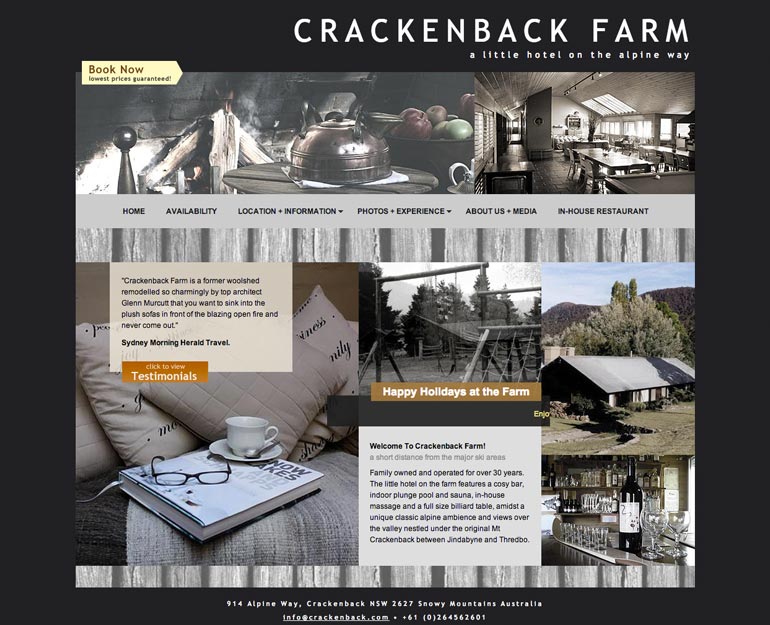 CRACKENBACK FARM
a little hotel on the alpine way
Book Now
lowest prices guaranteed!
HOME
AVAILABILITY
LOCATION + INFORMATION
PHOTOS + EXPERIENCE
ABOUT US + MEDIA
IN-HOUSE RESTAURANT
"Crackenback Farm is a former woolshed
remodelled so charmingly by top architect
Glenn Murcutt that you want to sink into the
plush sofas in front of the blazing open fire and
never come out."
Sydney Morning Herald Travel.
click to view
Testimonials
Happy Holidays at the Farm
Enjo
Welcome To Crackenback Farm!
a short distance from the major ski areas
Family owned and operated for over 30 years.
The little hotel on the farm features a cosy bar,
indoor plunge pool and sauna, in-house
massage and a full size billiard table, amidst a
unique classic alpine ambience and views over
the valley nestled under the original Mt
Crackenback between Jindabyne and Thredbo.
914 Alpine Way, Crackenback NSW 2627 Snowy Mountains Australia
info@crackenback.com • +61 (0)264562601